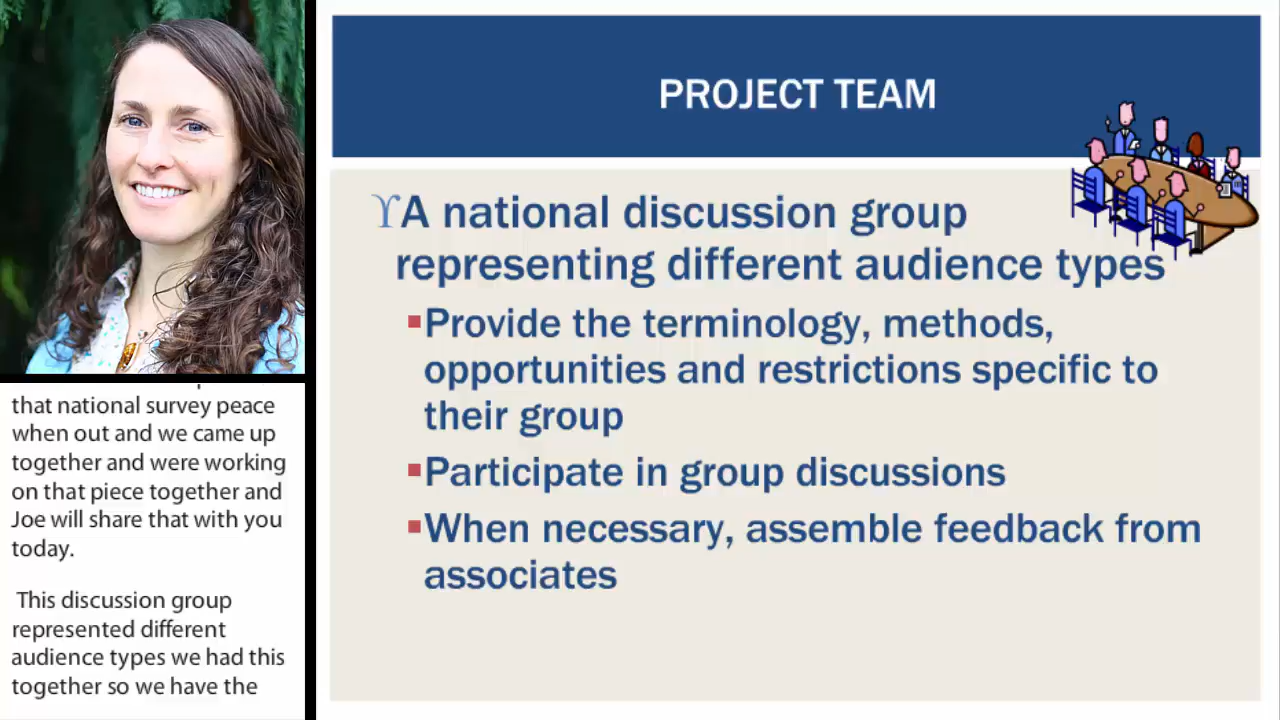 PROJECT TEAM
ϒA national discussion group
representing different audience types
▪Provide the terminology, methods,
opportunities and restrictions specific to
their group
▪Participate in group discussions
▪When necessary, assemble feedback from
associates
that national survey peace
when out and we came up
together and were working
on that piece together and
Joe will share that with you
today.
This discussion group
represented different
audience types we had this
together so we have the